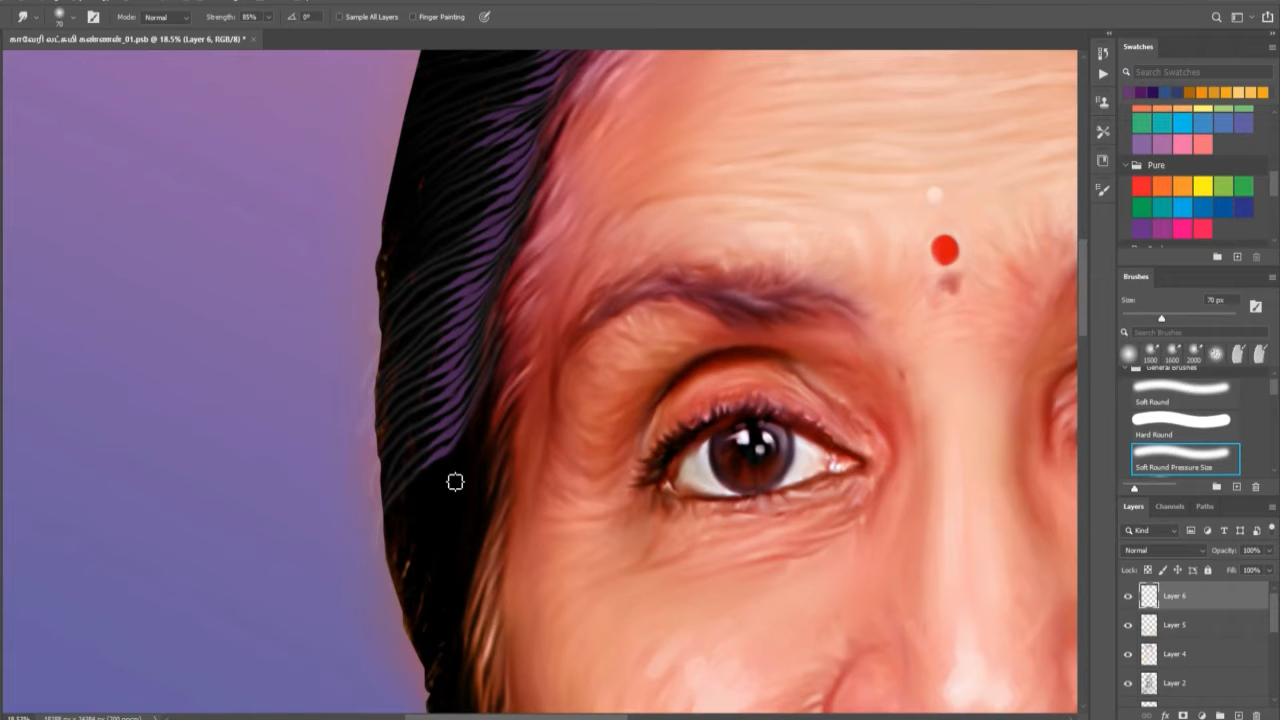 70
Mode: Normal
Strength: 85%
0°
Sample All Layers
Finger Painting
காவேரி லட்சுமி கண்ணன்_01.psb @ 18.5% (Layer 6, RGB/8) *
Swatches
Search Swatches
Pure
Brushes
Size:
70 px
Search Brushes
1500
1600
2000
General Brushes
Soft Round
Hard Round
Soft Round Pressure Size
Layers
Channels
Paths
Kind
Normal
Opacity: 100%
Lock:
Fill: 100%
Layer 6
Layer 5
Layer 4
Layer 2